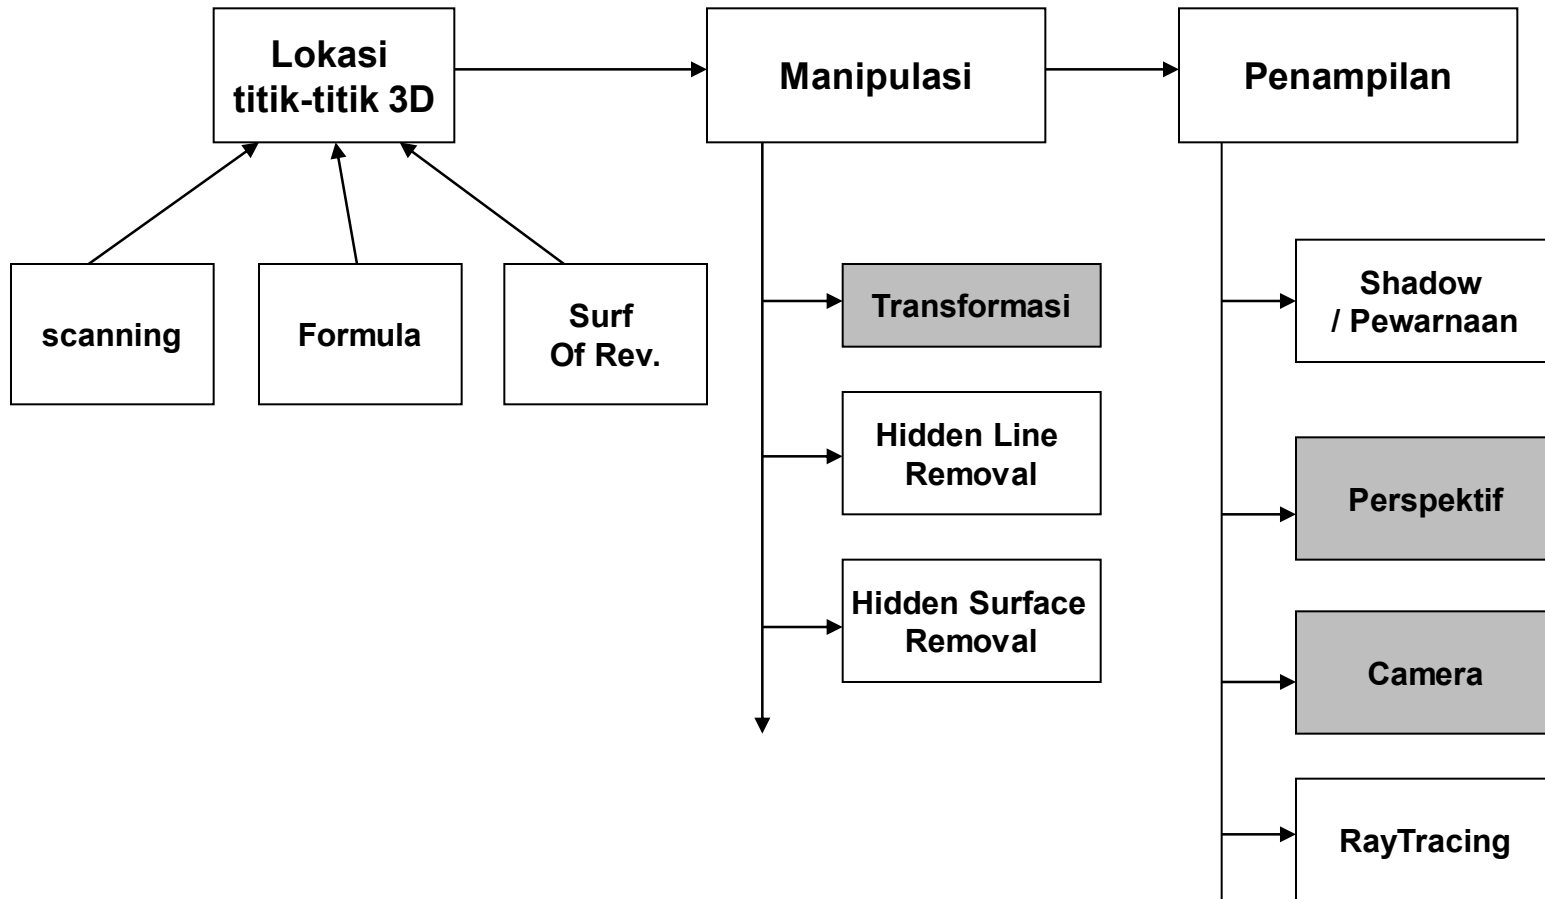 Lokasi
titik-titik 3D
Manipulasi
Penampilan
scanning
Formula
Surf
Of Rev.
Transformasi
Hidden Line
Removal
Hidden Surface
Removal
Shadow
/ Pewarnaan
Perspektif
Camera
RayTracing